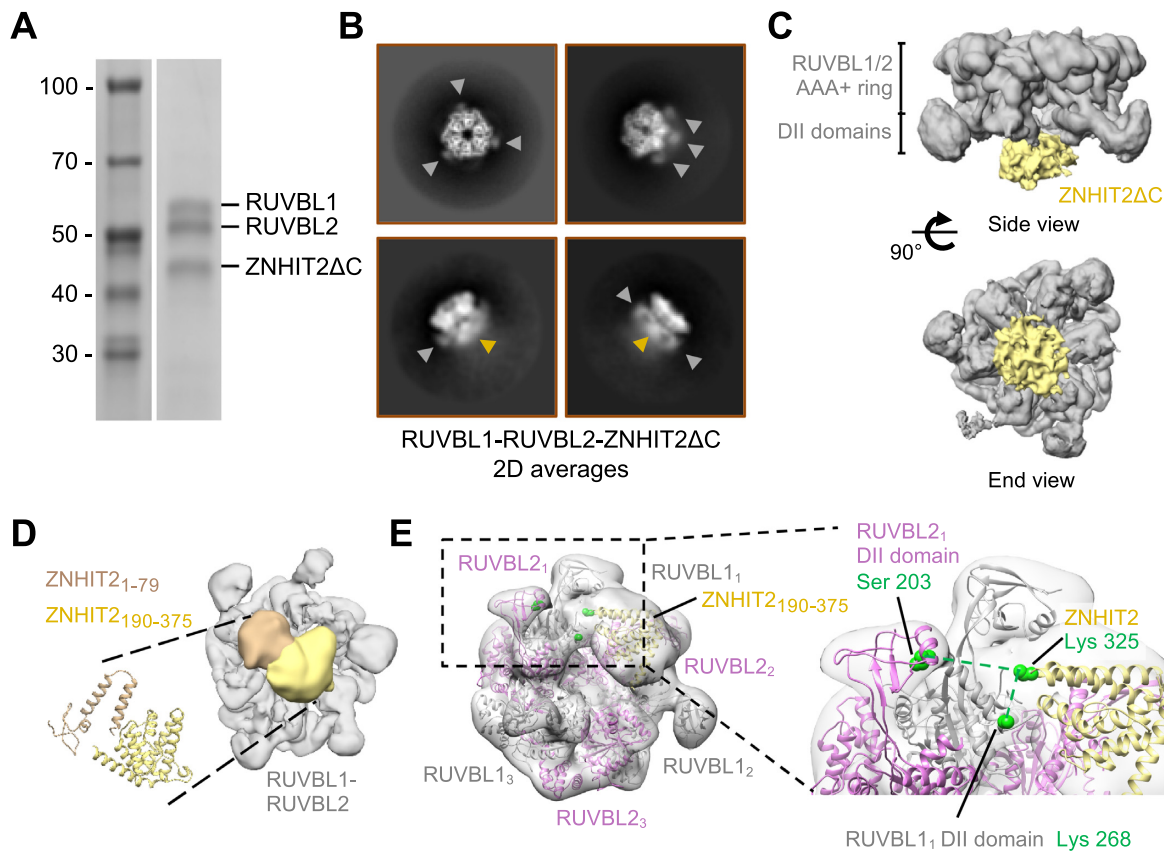 A
100 -
70 -
50 -
40 -
30 -
RUVBL1
RUVBL2
ZNHIT2ΔC
B
RUVBL1-RUVBL2-ZNHIT2ΔC
2D averages
C
RUVBL1/2
AAA+ ring
DII domains
ZNHIT2ΔC
Side view
90°
End view
D
ZNHIT2₁₋₇₉
ZNHIT2₁₉₀₋₃₇₅
RUVBL1-
RUVBL2
E
RUVBL2₁
RUVBL1₁
ZNHIT2₁₉₀₋₃₇₅
RUVBL2₂
RUVBL1₃
RUVBL1₂
RUVBL2₃
RUVBL2₁
DII domain
Ser 203
ZNHIT2
Lys 325
RUVBL1₁ DII domain Lys 268